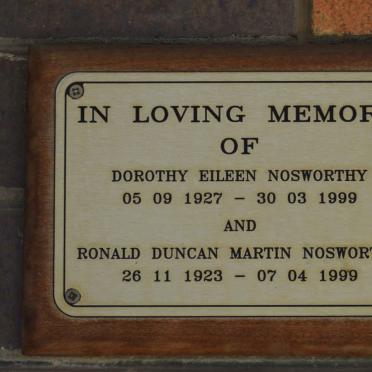 IN LOVING MEMOR
OF
DOROTHY EILEEN NOSWORTHY
05 09 1927 – 30 03 1999
AND
RONALD DUNCAN MARTIN NOSWORT
26 11 1923 – 07 04 1999